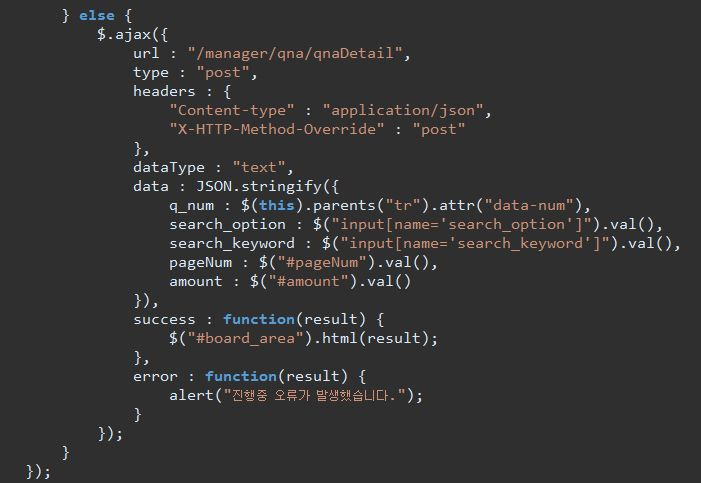 } else {
$.ajax({
url : "/manager/qna/qnaDetail",
type : "post",
headers : {
"Content-type" : "application/json",
"X-HTTP-Method-Override" : "post"
},
dataType : "text",
data : JSON.stringify({
q_num : $(this).parents("tr").attr("data-num"),
search_option : $("input[name='search_option']").val(),
search_keyword : $("input[name='search_keyword']").val(),
pageNum : $("#pageNum").val(),
amount : $("#amount").val()
}),
success : function(result) {
$("#board_area").html(result);
},
error : function(result) {
alert("진행중 오류가 발생했습니다.");
}
});
}
});